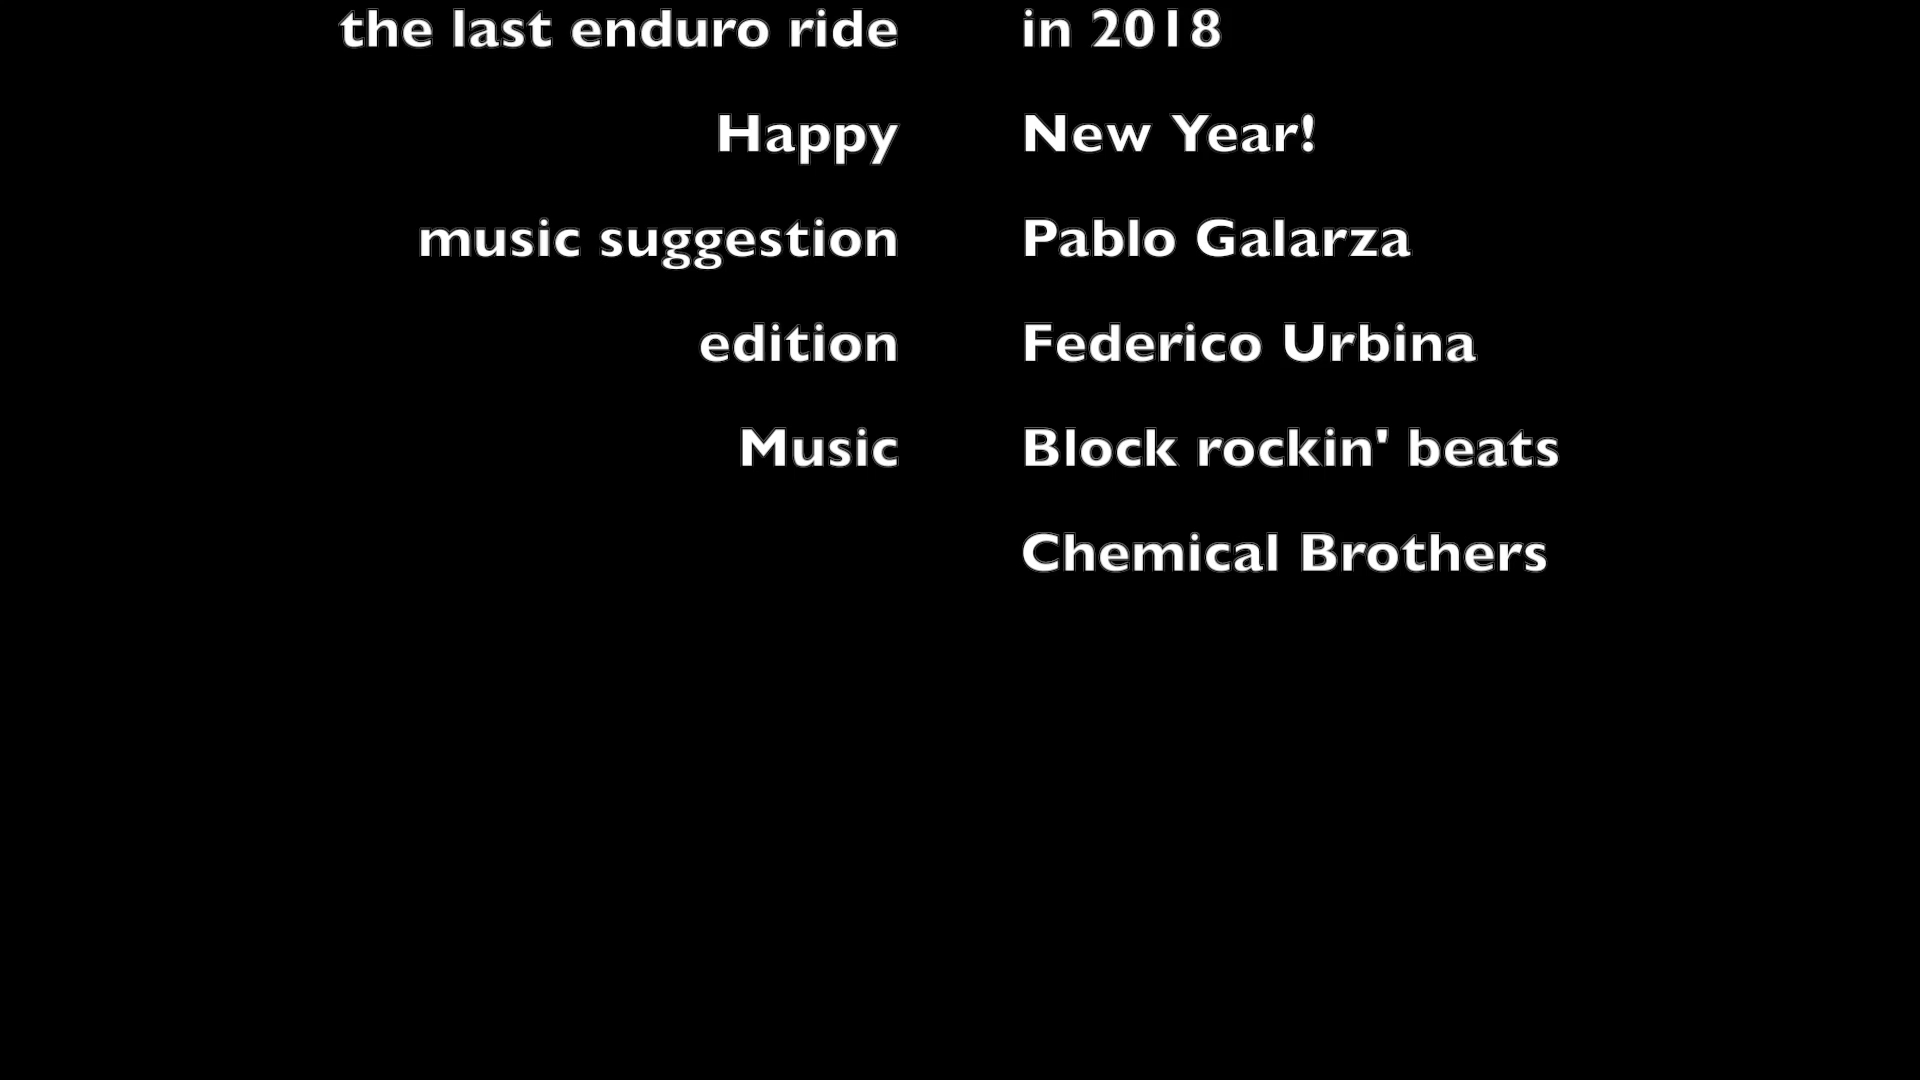 the last enduro ride in 2018
Happy New Year!
music suggestion Pablo Galarza
edition Federico Urbina
Music Block rockin' beats
Chemical Brothers